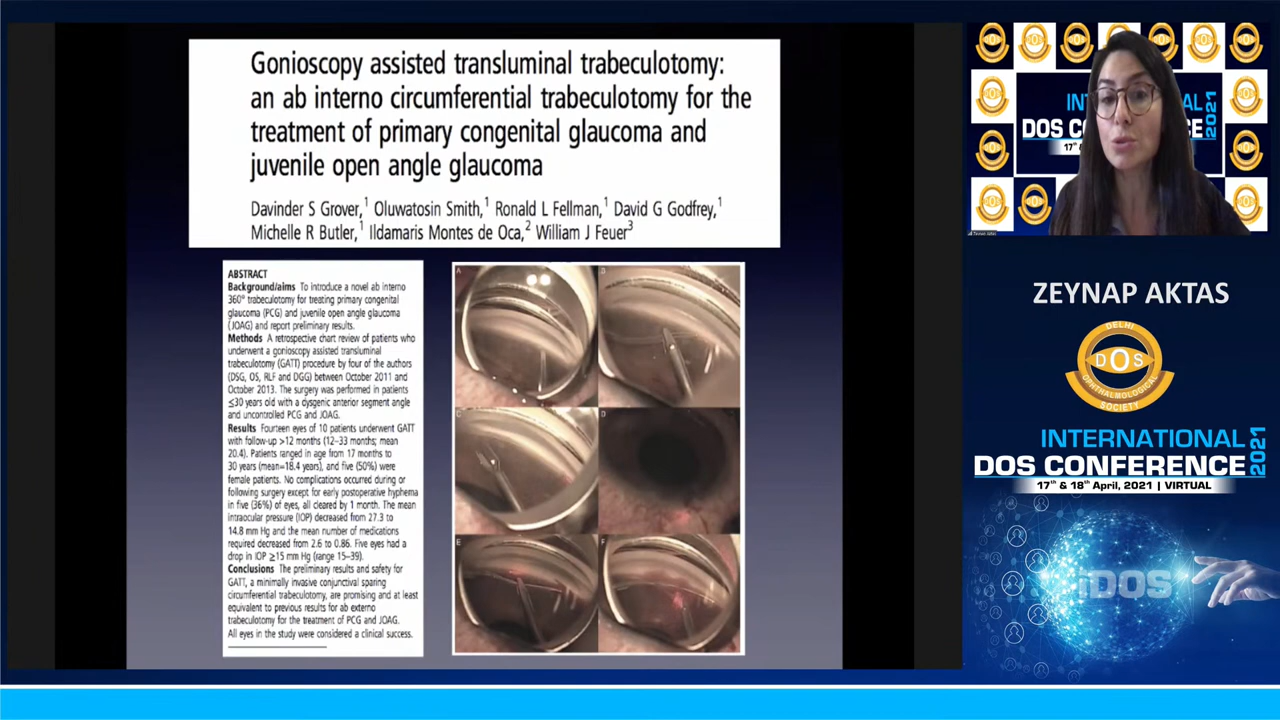 Gonioscopy assisted transluminal trabeculotomy:
an ab interno circumferential trabeculotomy for the
treatment of primary congenital glaucoma and
juvenile open angle glaucoma
Davinder S Grover,1 Oluwatosin Smith,1 Ronald L Fellman,1 David G Godfrey,1
Michelle R Butler,1 Ildamaris Montes de Oca,2 William J Feuer3
ABSTRACT
Background/aims To introduce a novel ab interno
360° trabeculotomy for treating primary congenital
glaucoma (PCG) and juvenile open angle glaucoma
(JOAG) and report preliminary results.
Methods A retrospective chart review of patients who
underwent a gonioscopy assisted transluminal
trabeculotomy (GATT) procedure by four of the authors
(DSG, OS, RLF and DGG) between October 2011 and
October 2013. The surgery was performed in patients
≤30 years old with a dysgenic anterior segment angle
and uncontrolled PCG and JOAG.
Results Fourteen eyes of 10 patients underwent GATT
with follow-up >12 months (12–33 months; mean
20.4). Patients ranged in age from 17 months to
30 years (mean=18.4 years), and five (50%) were
female patients. No complications occurred during or
following surgery except for early postoperative hyphema
in five (36%) of eyes, all cleared by 1 month. The mean
intraocular pressure (IOP) decreased from 27.3 to
14.8 mm Hg and the mean number of medications
required decreased from 2.6 to 0.86. Five eyes had a
drop in IOP ≥15 mm Hg (range 15–39).
Conclusions The preliminary results and safety for
GATT, a minimally invasive conjunctival sparing
circumferential trabeculotomy, are promising and at least
equivalent to previous results for ab externo
trabeculotomy for the treatment of PCG and JOAG.
All eyes in the study were considered a clinical success.
A
B
C
D
E
F
ZEYNAP AKTAS
DELHI
DOS
OPHTHALMOLOGICAL
SOCIETY
INTERNATIONAL
DOS CONFERENCE
2021
17th & 18th April, 2021 | VIRTUAL
iDOS